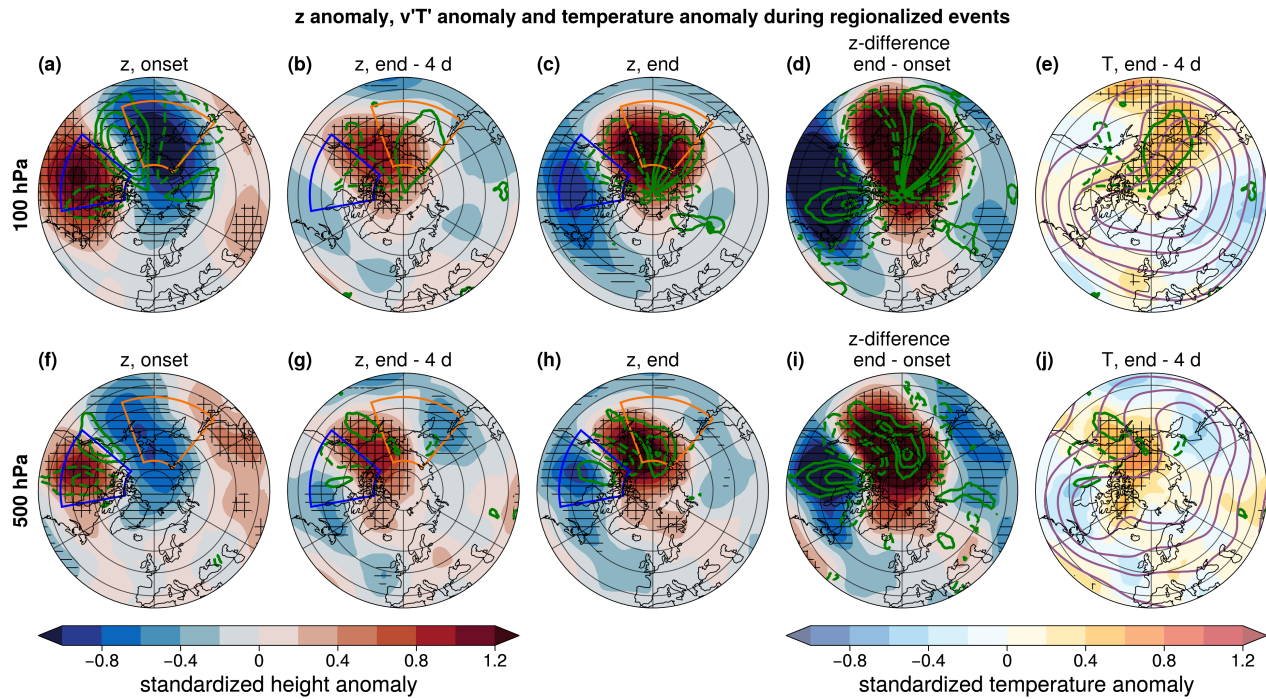 z anomaly, v'T' anomaly and temperature anomaly during regionalized events
(a) z, onset
(b) z, end - 4 d
(c) z, end
(d) z-difference
end - onset
(e) T, end - 4 d
100 hPa
(f) z, onset
(g) z, end - 4 d
(h) z, end
(i) z-difference
end - onset
(j) T, end - 4 d
500 hPa
−0.8 −0.4 0 0.4 0.8 1.2
standardized height anomaly
−0.8 −0.4 0 0.4 0.8 1.2
standardized temperature anomaly